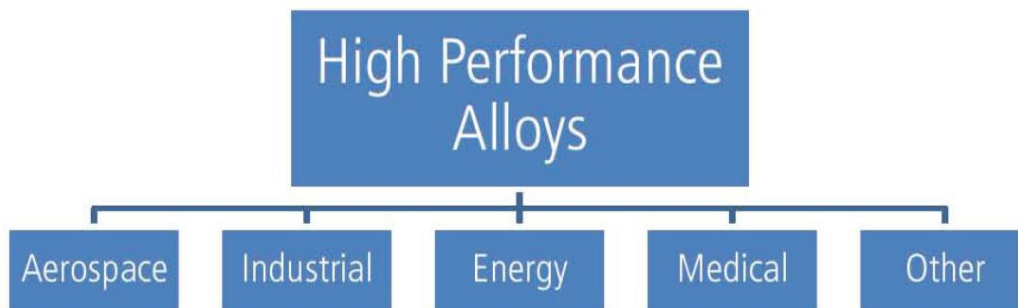 High Performance
Alloys
Aerospace
Industrial
Energy
Medical
Other